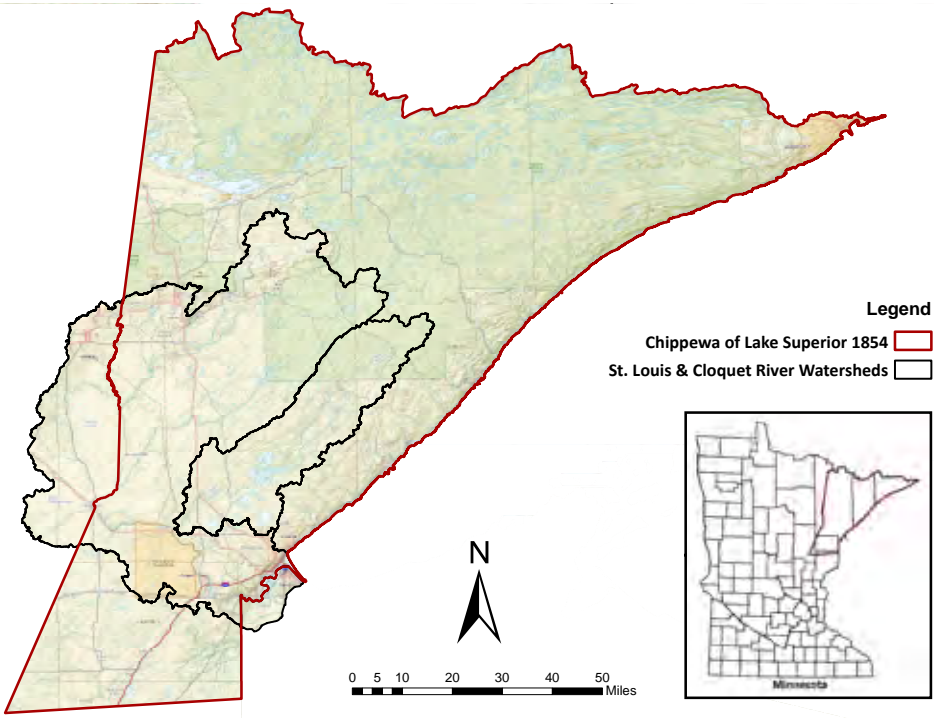 Legend
Chippewa of Lake Superior 1854
St. Louis & Cloquet River Watersheds
N
0 5 10 20 30 40 50
Miles
Minnesota